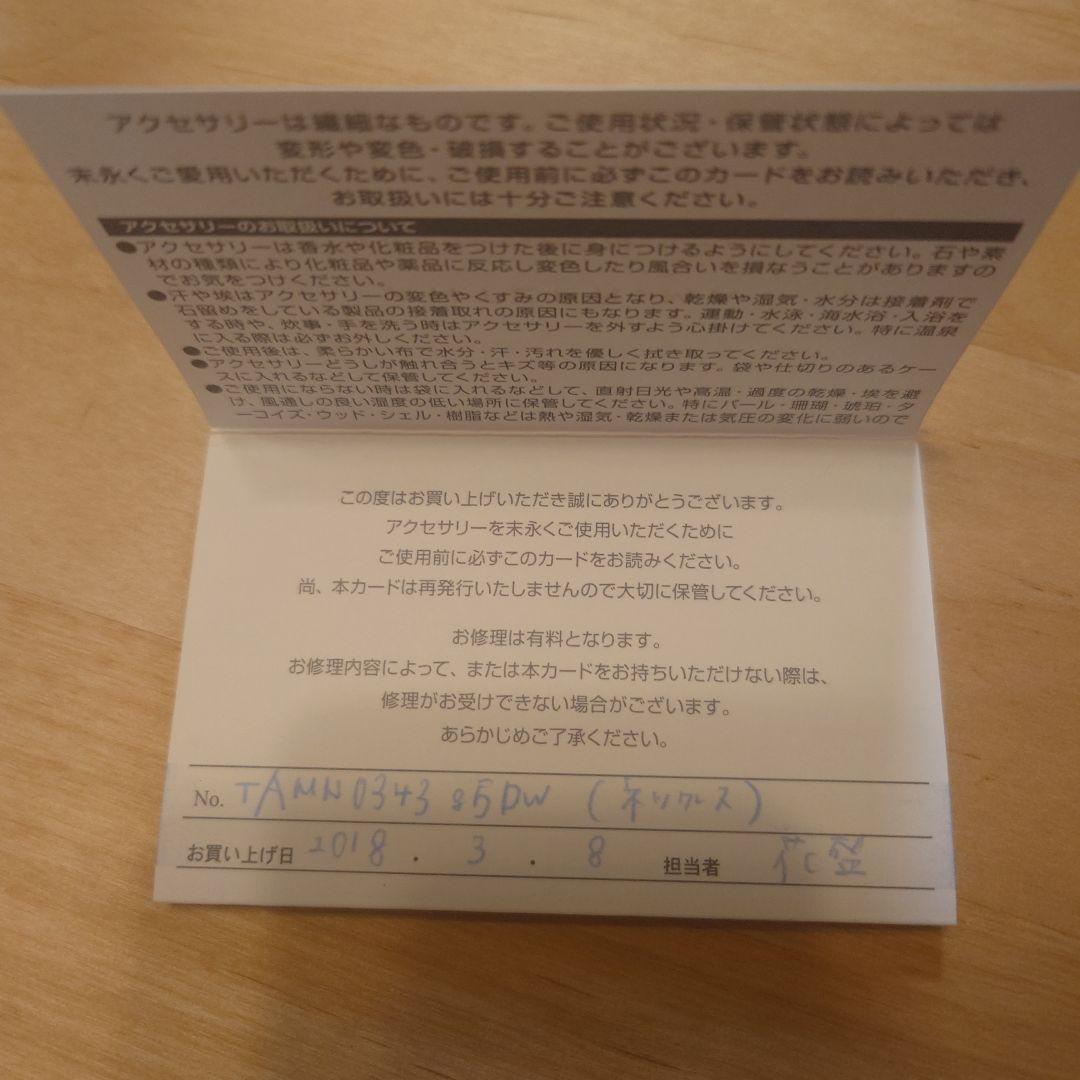 アクセサリーは繊細なものです。ご使用状況・保管状態によっては
変形や変色・破損することがございます。
末永くご愛用いただくために、ご使用前に必ずこのカードをお読みいただき、
お取扱いには十分ご注意ください。
アクセサリーのお取扱いについて
●アクセサリーは香水や化粧品をつけた後に身につけるようにしてください。石や素
材の種類により化粧品や薬品に反応し変色したり風合いを損なうことがありますの
でお気をつけください。
●汗や埃はアクセサリーの変色やくすみの原因となり、乾燥や湿気・水分は接着剤で
石留めをしている製品の接着取れの原因にもなります。運動・水泳・海水浴・入浴を
する時や、炊事・手を洗う時はアクセサリーを外すよう心掛けてください。特に温泉
に入る際は必ずお外しください。
●ご使用後は、柔らかい布で水分・汗・汚れを優しく拭き取ってください。
●アクセサリーどうしが触れ合うとキズ等の原因になります。袋や仕切りのあるケー
スに入れるなどして保管してください。
●ご使用にならない時は袋に入れるなどして、直射日光や高温・過度の乾燥・埃を避
け、風通しの良い湿度の低い場所に保管してください。特にパール・珊瑚・琥珀・タ
ーコイズ・ウッド・シェル・樹脂などは熱や湿気・乾燥または気圧の変化に弱いので
この度はお買い上げいただき誠にありがとうございます。
アクセサリーを末永くご使用いただくために
ご使用前に必ずこのカードをお読みください。
尚、本カードは再発行いたしませんので大切に保管してください。
お修理は有料となります。
お修理内容によって、または本カードをお持ちいただけない際は、
修理がお受けできない場合がございます。
あらかじめご了承ください。
No. TAMN0343 85DW (ネックレス)
お買い上げ日 2018 . 3 . 8 担当者